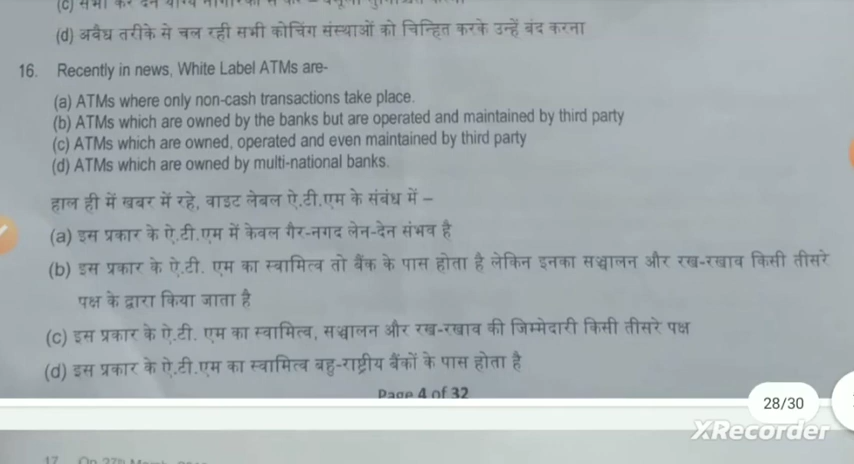 (d) अवैध तरीके से चल रही सभी कोचिंग संस्थाओं को चिन्हित करके उन्हें बंद करना
16. Recently in news, White Label ATMs are-
(a) ATMs where only non-cash transactions take place.
(b) ATMs which are owned by the banks but are operated and maintained by third party
(c) ATMs which are owned, operated and even maintained by third party
(d) ATMs which are owned by multi-national banks.
हाल ही में खबर में रहे, वाइट लेबल ऐ.टी.एम के संबंध में –
(a) इस प्रकार के ऐ.टी.एम में केवल गैर-नगद लेन-देन संभव है
(b) इस प्रकार के ऐ.टी. एम का स्वामित्व तो बैंक के पास होता है लेकिन इनका सञ्चालन और रख-रखाव किसी तीसरे
पक्ष के द्वारा किया जाता है
(c) इस प्रकार के ऐ.टी. एम का स्वामित्व, सञ्चालन और रख-रखाव की जिम्मेदारी किसी तीसरे पक्ष
(d) इस प्रकार के ऐ.टी.एम का स्वामित्व बहु-राष्ट्रीय बैंकों के पास होता है
Page 4 of 32
28/30
XRecorder